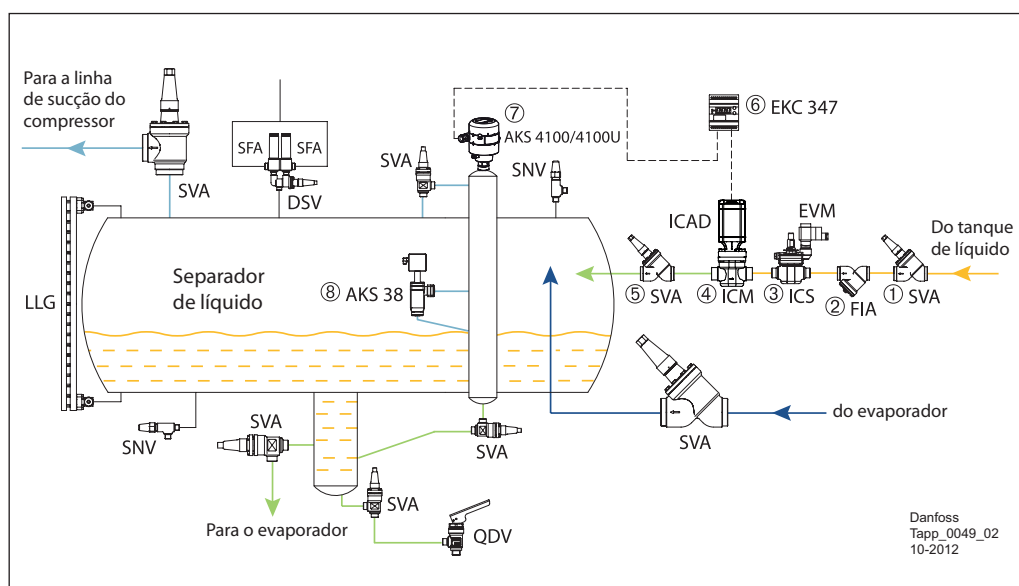 Para a linha
de sucção do
compressor
SVA
SFA
SFA
DSV
SVA
⑦
AKS 4100/4100U
SNV
⑥ EKC 347
ICAD
EVM
Do tanque
de líquido
⑤ SVA
④ ICM
③ ICS
② FIA
① SVA
LLG
Separador
de líquido
⑧ AKS 38
do evaporador
SVA
SNV
SVA
SVA
SVA
Para o evaporador
QDV
Danfoss
Tapp_0049_02
10-2012